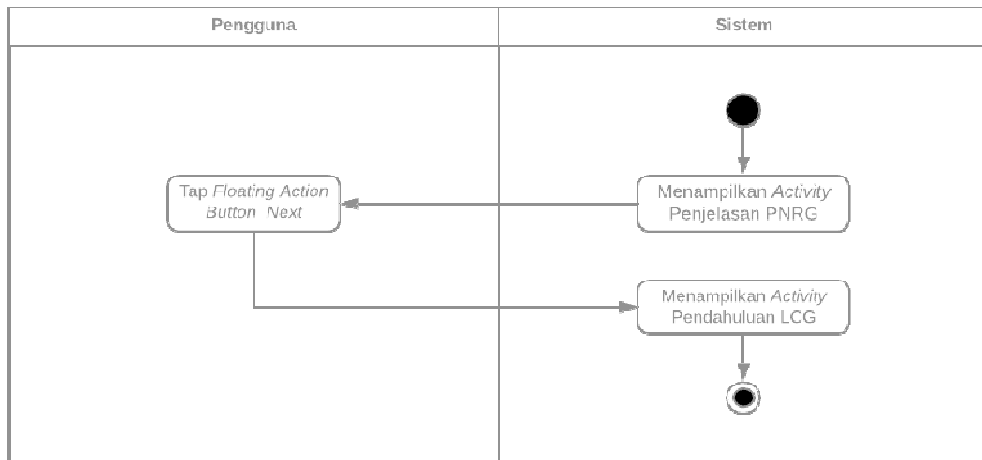 Pengguna
Sistem
Tap Floating Action
Button Next
Menampilkan Activity
Penjelasan PNRG
Menampilkan Activity
Pendahuluan LCG